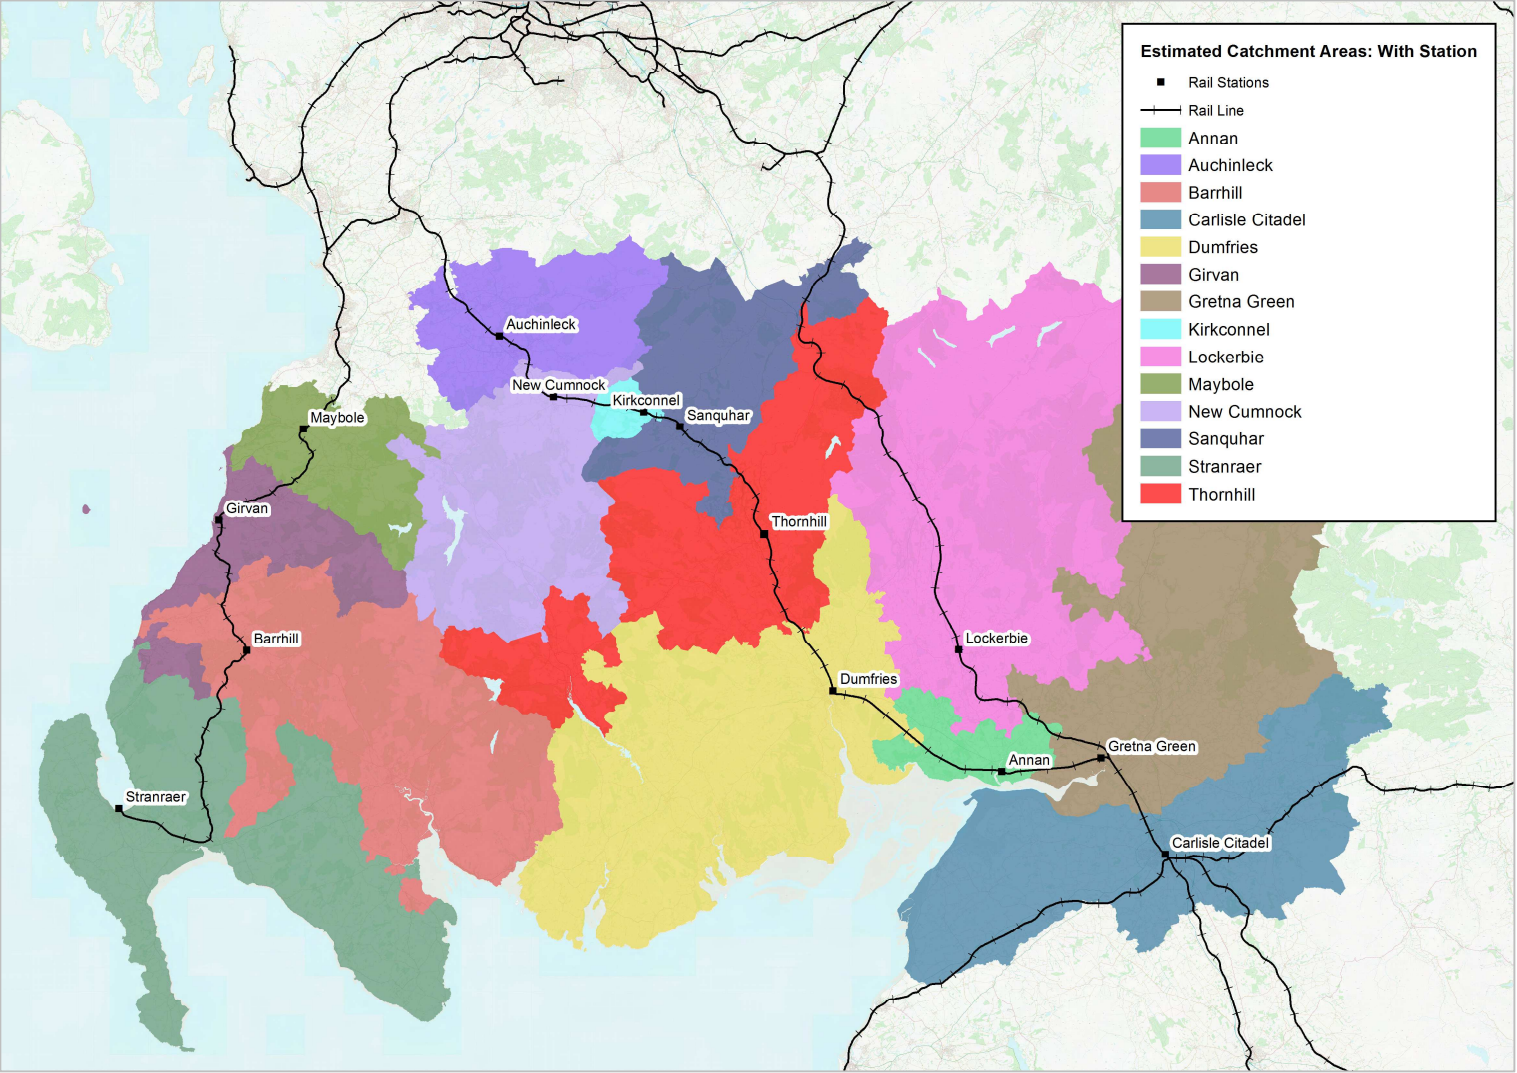 Estimated Catchment Areas: With Station
Rail Stations
Rail Line
Annan
Auchinleck
Barrhill
Carlisle Citadel
Dumfries
Girvan
Gretna Green
Kirkconnel
Lockerbie
Maybole
New Cumnock
Sanquhar
Stranraer
Thornhill
Auchinleck
New Cumnock
Kirkconnel
Sanquhar
Maybole
Girvan
Thornhill
Barrhill
Lockerbie
Dumfries
Gretna Green
Annan
Stranraer
Carlisle Citadel